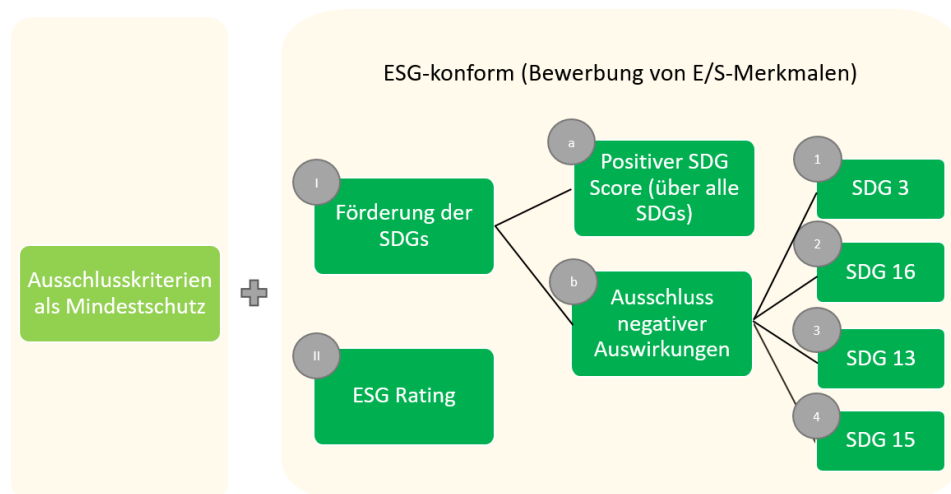 ESG-konform (Bewerbung von E/S-Merkmalen)
Ausschlusskriterien
als Mindestschutz
I
Förderung der
SDGs
II
ESG Rating
a
Positiver SDG
Score (über alle
SDGs)
b
Ausschluss
negativer
Auswirkungen
1
SDG 3
2
SDG 16
3
SDG 13
4
SDG 15